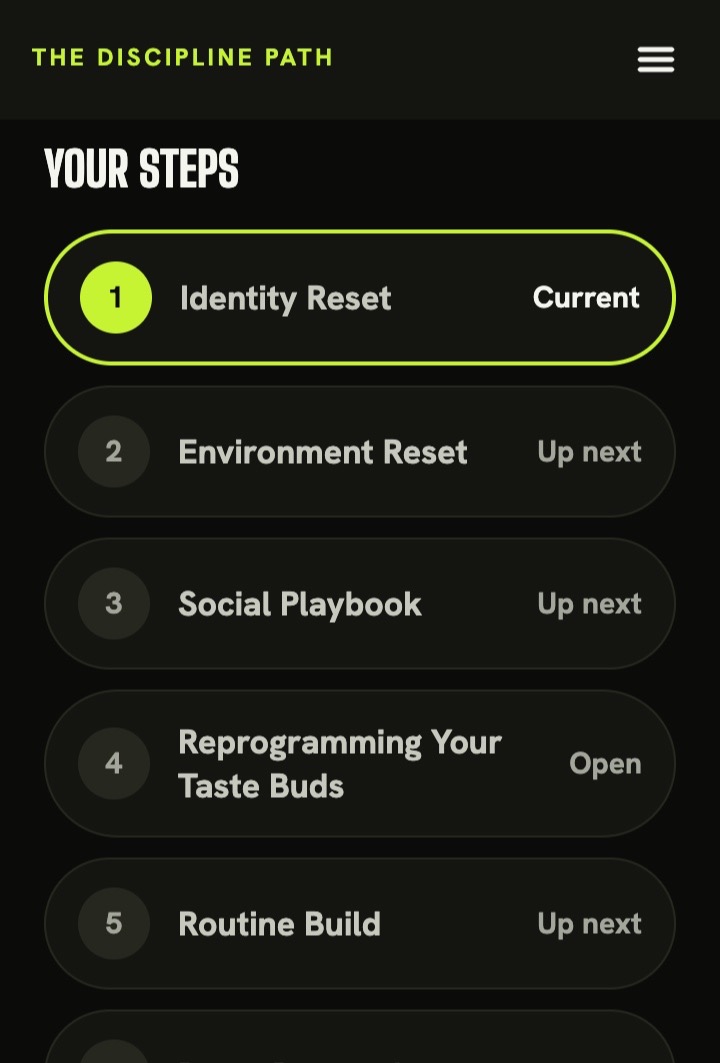 THE DISCIPLINE PATH
YOUR STEPS
1 Identity Reset Current
2 Environment Reset Up next
3 Social Playbook Up next
4 Reprogramming Your
Taste Buds Open
5 Routine Build Up next